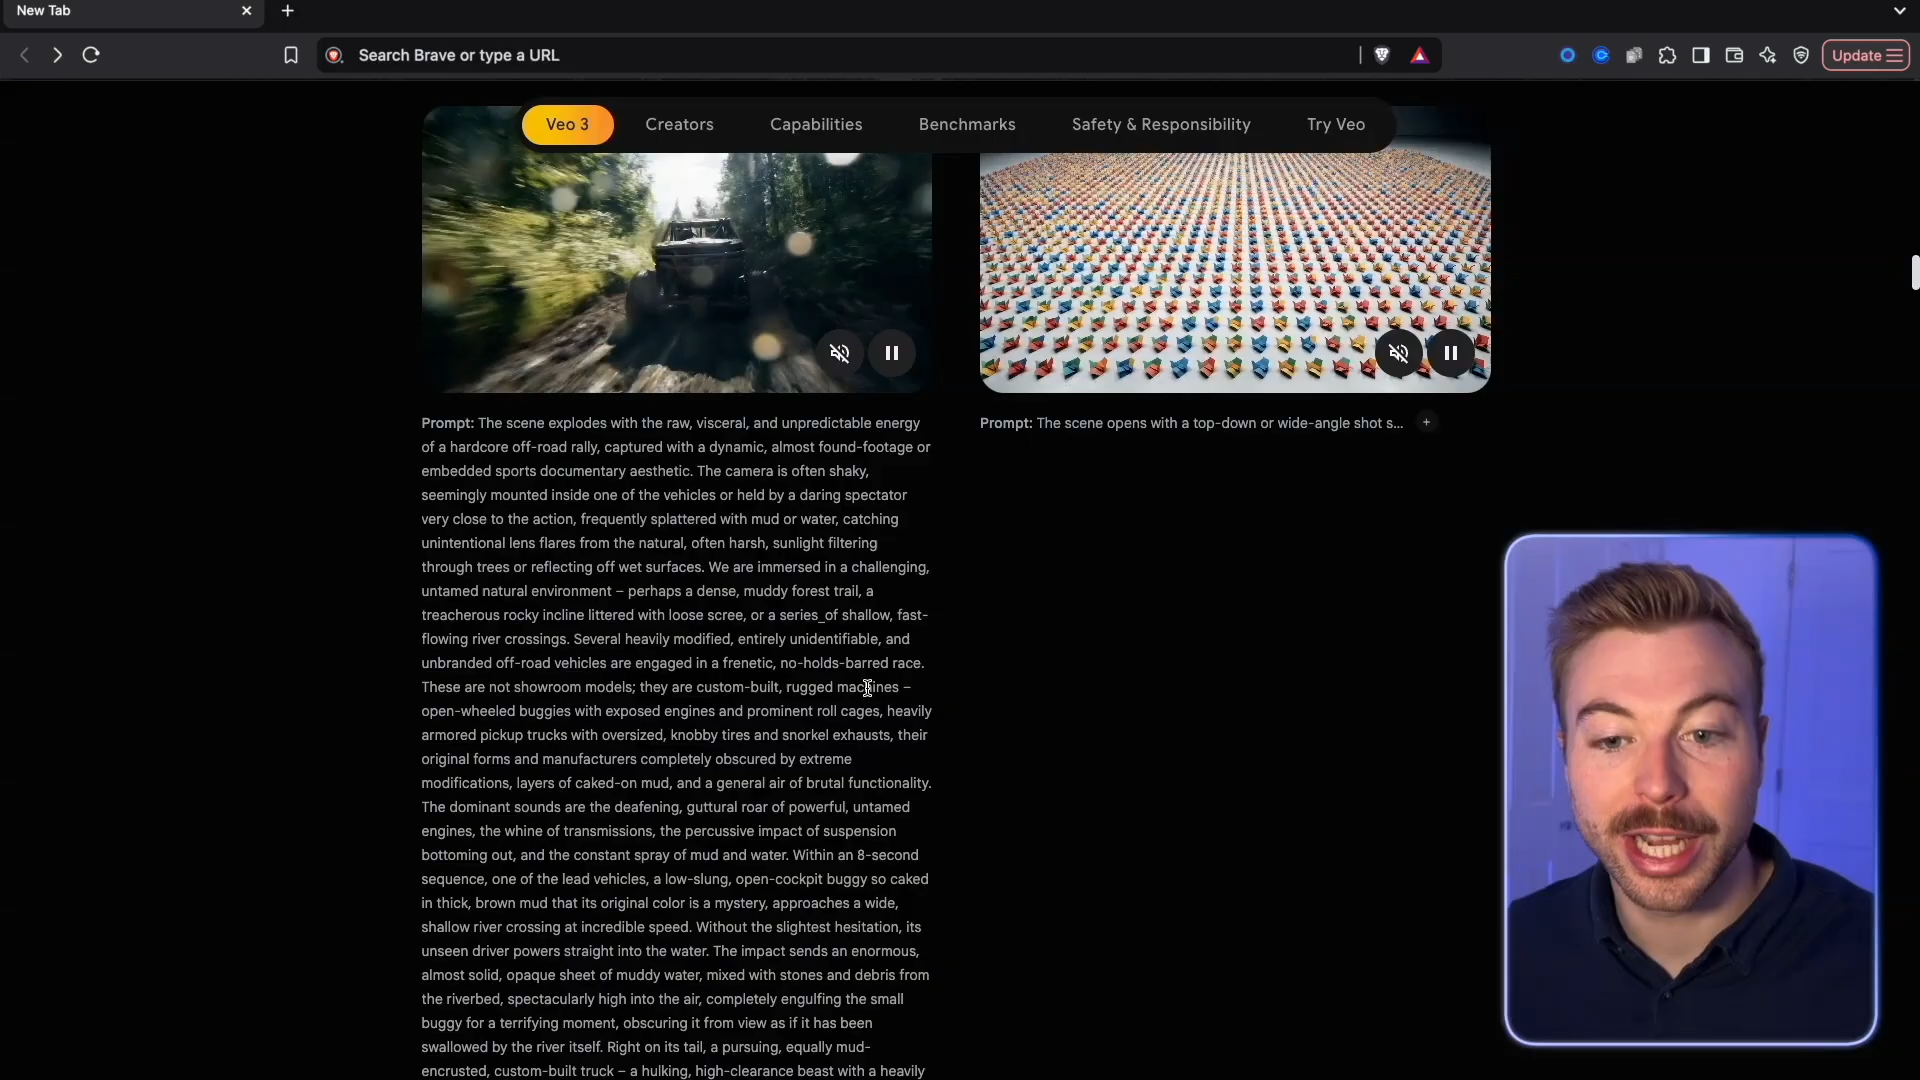 New Tab
Search Brave or type a URL
Update
Veo 3
Creators
Capabilities
Benchmarks
Safety & Responsibility
Try Veo
Prompt: The scene explodes with the raw, visceral, and unpredictable energy
of a hardcore off-road rally, captured with a dynamic, almost found-footage or
embedded sports documentary aesthetic. The camera is often shaky,
seemingly mounted inside one of the vehicles or held by a daring spectator
very close to the action, frequently splattered with mud or water, catching
unintentional lens flares from the natural, often harsh, sunlight filtering
through trees or reflecting off wet surfaces. We are immersed in a challenging,
untamed natural environment – perhaps a dense, muddy forest trail, a
treacherous rocky incline littered with loose scree, or a series_of shallow, fast-
flowing river crossings. Several heavily modified, entirely unidentifiable, and
unbranded off-road vehicles are engaged in a frenetic, no-holds-barred race.
These are not showroom models; they are custom-built, rugged machines –
open-wheeled buggies with exposed engines and prominent roll cages, heavily
armored pickup trucks with oversized, knobby tires and snorkel exhausts, their
original forms and manufacturers completely obscured by extreme
modifications, layers of caked-on mud, and a general air of brutal functionality.
The dominant sounds are the deafening, guttural roar of powerful, untamed
engines, the whine of transmissions, the percussive impact of suspension
bottoming out, and the constant spray of mud and water. Within an 8-second
sequence, one of the lead vehicles, a low-slung, open-cockpit buggy so caked
in thick, brown mud that its original color is a mystery, approaches a wide,
shallow river crossing at incredible speed. Without the slightest hesitation, its
unseen driver powers straight into the water. The impact sends an enormous,
almost solid, opaque sheet of muddy water, mixed with stones and debris from
the riverbed, spectacularly high into the air, completely engulfing the small
buggy for a terrifying moment, obscuring it from view as if it has been
swallowed by the river itself. Right on its tail, a pursuing, equally mud-
encrusted, custom-built truck – a hulking, high-clearance beast with a heavily
Prompt: The scene opens with a top-down or wide-angle shot s...